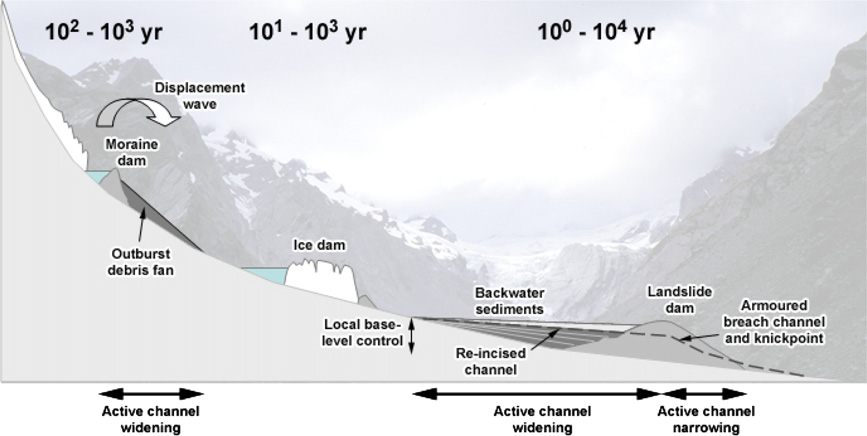 10² - 10³ yr
10¹ - 10³ yr
10⁰ - 10⁴ yr
Displacement
wave
Moraine
dam
Outburst
debris fan
Ice dam
Local base-
level control
Backwater
sediments
Re-incised
channel
Landslide
dam
Armoured
breach channel
and knickpoint
Active channel
widening
Active channel
widening
Active channel
narrowing